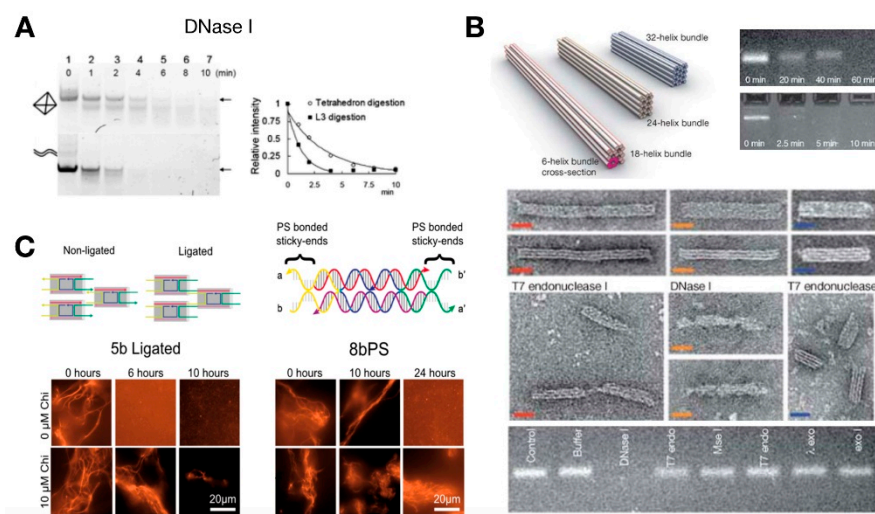 A
DNase I
1 2 3 4 5 6 7
0 1 2 4 6 8 10 (min)
Relative intensity
1
0.75
0.5
0.25
0
Tetrahedron digestion
L3 digestion
0 2.5 5 7.5 10
min
B
32-helix bundle
24-helix bundle
18-helix bundle
6-helix bundle
cross-section
0 min 20 min 40 min 60 min
0 min 2.5 min 5 min 10 min
T7 endonuclease I
DNase I
T7 endonuclease
Control
Buffer
DNase I
T7 endo
Mse I
T7 endo
λ exo
exo I
C
Non-ligated
Ligated
PS bonded
sticky-ends
PS bonded
sticky-ends
a
b'
b
a'
5b Ligated
0 hours 6 hours 10 hours
0 µM Chi
10 µM Chi
20µm
8bPS
0 hours 10 hours 24 hours
20µm